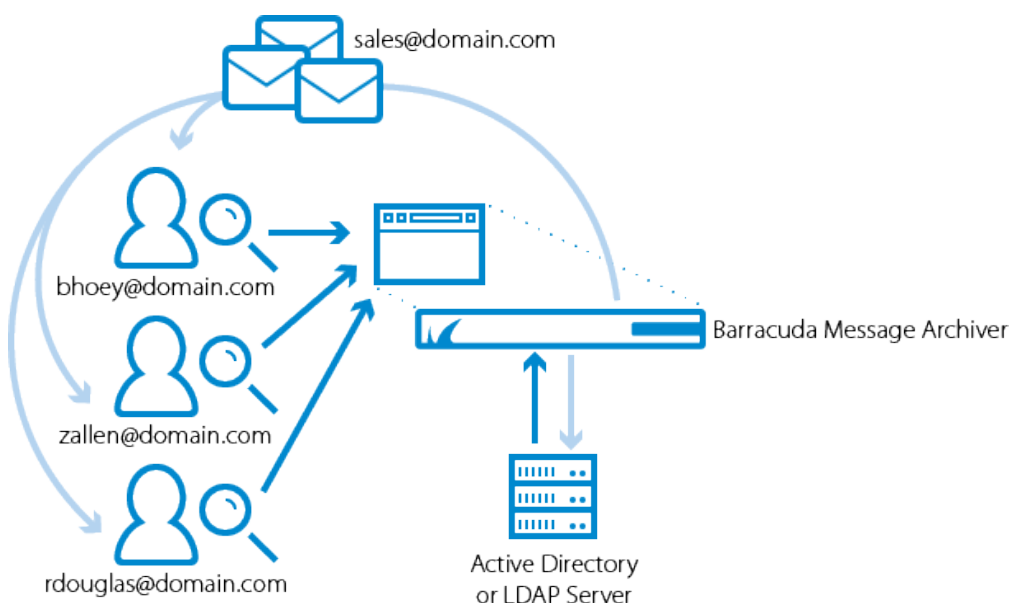 sales@domain.com
bhoey@domain.com
Barracuda Message Archiver
zallen@domain.com
rdouglas@domain.com
Active Directory
or LDAP Server